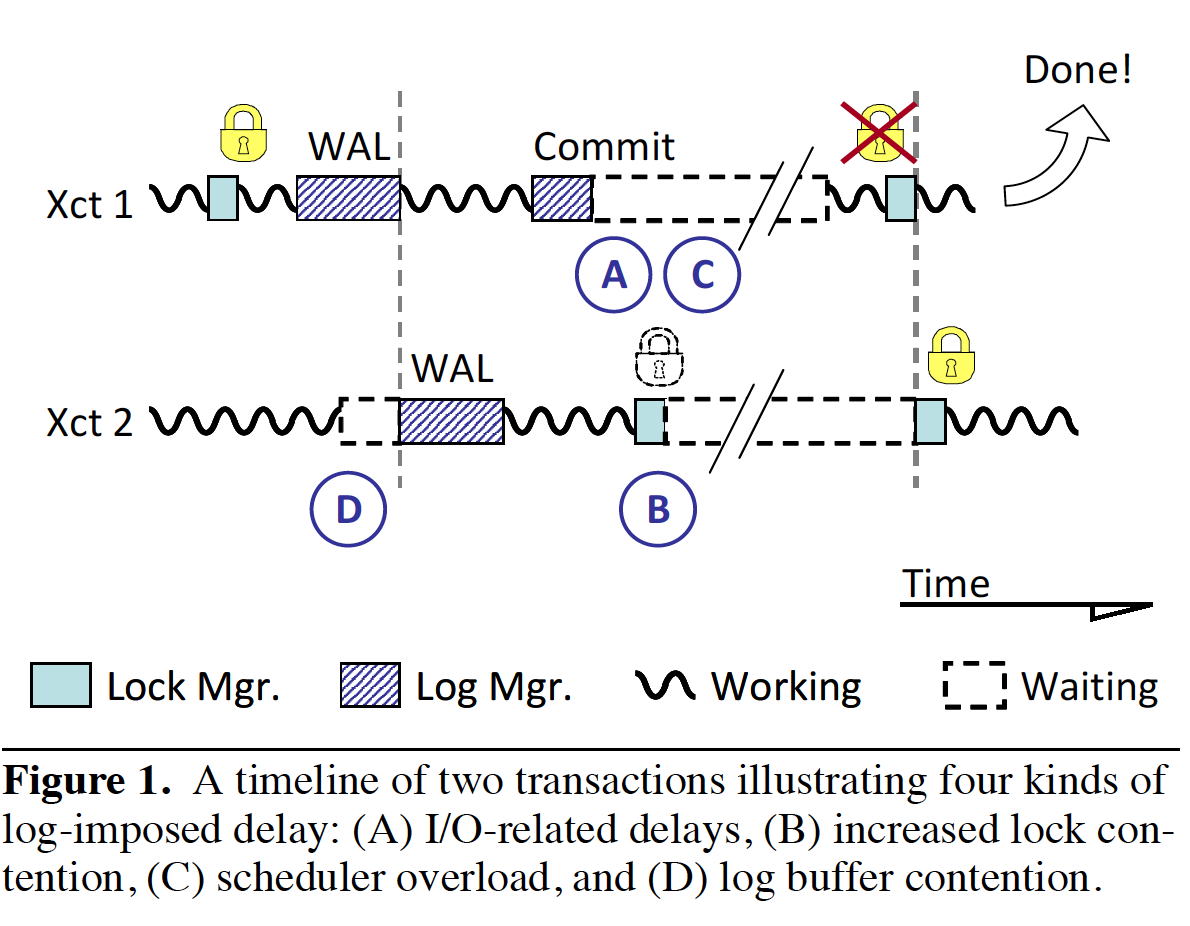 Done!
WAL
Commit
Xct 1
A
C
WAL
Xct 2
D
B
Time
Lock Mgr.
Log Mgr.
Working
Waiting
Figure 1. A timeline of two transactions illustrating four kinds of
log-imposed delay: (A) I/O-related delays, (B) increased lock con-
tention, (C) scheduler overload, and (D) log buffer contention.